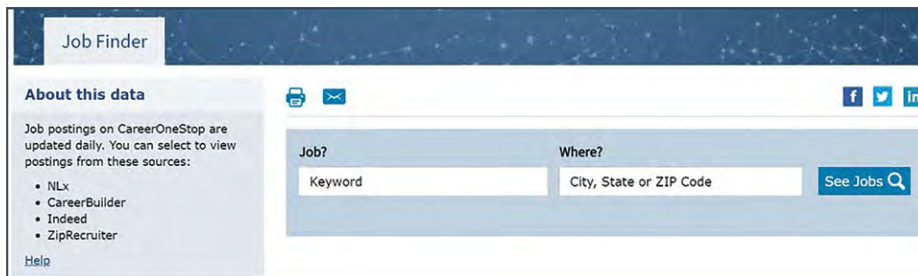 Job Finder
About this data
Job postings on CareerOneStop are
updated daily. You can select to view
postings from these sources:
• NLx
• CareerBuilder
• Indeed
• ZipRecruiter
Help
f in
Job? Where?
Keyword City, State or ZIP Code See Jobs